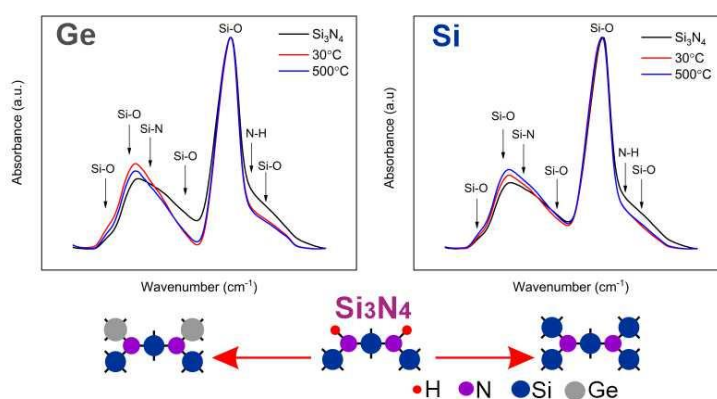 Ge
Si-O
Si₃N₄
30°C
500°C
Si-O
Si-N
Si-O
Si-O
N-H
Si-O
Absorbance (a.u.)
Wavenumber (cm⁻¹)
Si
Si-O
Si₃N₄
30°C
500°C
Si-O
Si-N
Si-O
Si-O
N-H
Si-O
Absorbance (a.u)
Wavenumber (cm⁻¹)
Si₃N₄
H N Si Ge